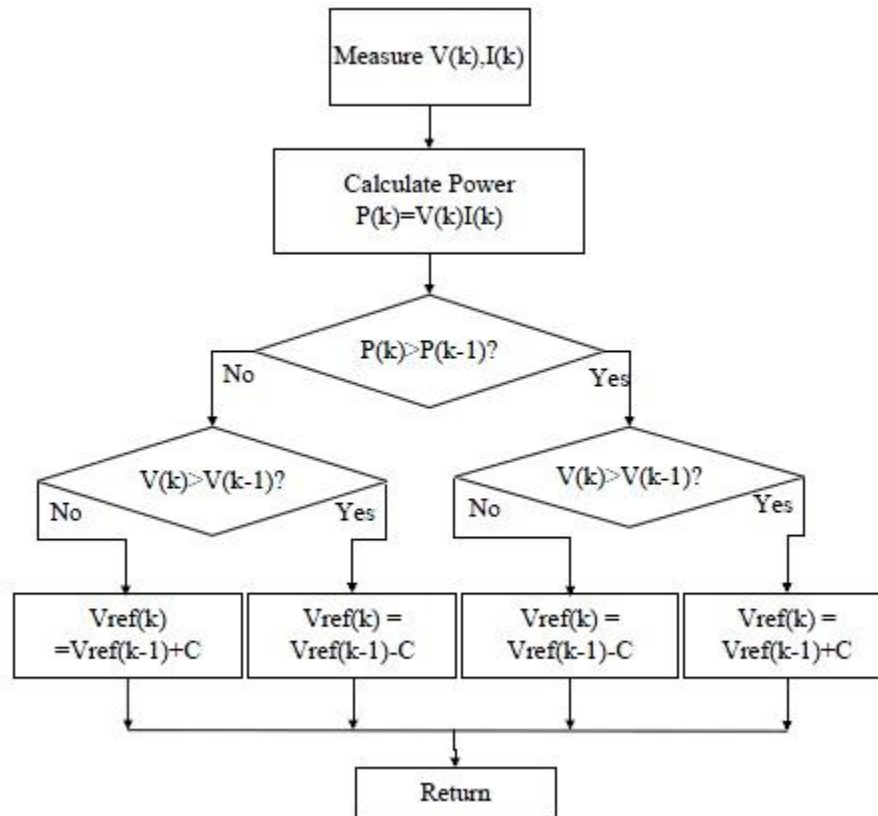 Measure V(k),I(k)
Calculate Power
P(k)=V(k)I(k)
P(k)>P(k-1)?
No
Yes
V(k)>V(k-1)?
V(k)>V(k-1)?
No
Yes
No
Yes
Vref(k)
=Vref(k-1)+C
Vref(k) =
Vref(k-1)-C
Vref(k) =
Vref(k-1)-C
Vref(k) =
Vref(k-1)+C
Return